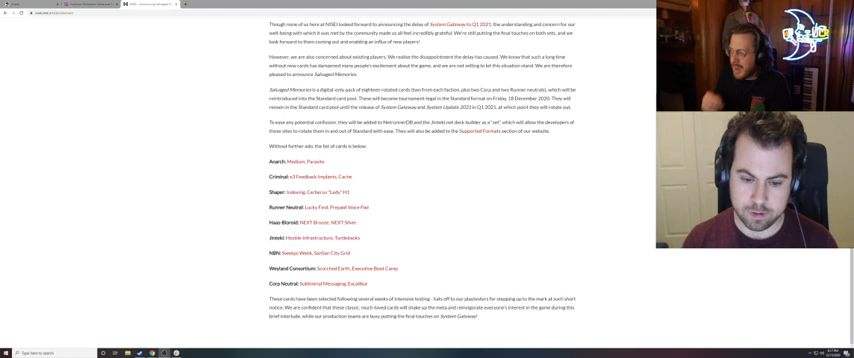 Though none of us here at NISEI looked forward to announcing the delay of System Gateway to Q1 2021, the understanding and concern for our
well-being with which it was met by the community made us all feel incredibly grateful. We're still putting the final touches on both sets, and we
look forward to them coming out and enabling an influx of new players!
However, we are also concerned about existing players. We realize the disappointment the delay has caused. We know that such a long time
without new cards has dampened many people's excitement about the game, and we are not willing to let this situation stand. We are therefore
pleased to announce Salvaged Memories.
Salvaged Memories is a digital-only pack of eighteen rotated cards (two from each faction, plus two Corp and two Runner neutrals), which will be
reintroduced into the Standard card pool. These will become tournament-legal in the Standard format on Friday, 18 December 2020. They will
remain in the Standard card pool until the release of System Gateway and System Update 2021 in Q1 2021, at which point they will rotate out.
To ease any potential confusion, they will be added to NetrunnerDB and the Jinteki.net deck builder as a "set", which will allow the developers of
those sites to rotate them in and out of Standard with ease. They will also be added to the Supported Formats section of our website.
Without further ado, the list of cards is below:
Anarch: Medium, Parasite
Criminal: e3 Feedback Implants, Cache
Shaper: Indexing, Cerberus "Lady" H1
Runner Neutral: Lucky Find, Prepaid Voice Pad
Haas-Bioroid: NEXT Bronze, NEXT Silver
Jinteki: Hostile Infrastructure, Turtlebacks
NBN: Sweeps Week, SanSan City Grid
Weyland Consortium: Scorched Earth, Executive Boot Camp
Corp Neutral: Subliminal Messaging, Excalibur
These cards have been selected following several weeks of intensive testing - hats off to our playtesters for stepping up to the mark at such short
notice. We are confident that these classic, much-loved cards will shake up the meta and reinvigorate everyone's interest in the game during this
brief interlude, while our production teams are busy putting the final touches on System Gateway!
Type here to search